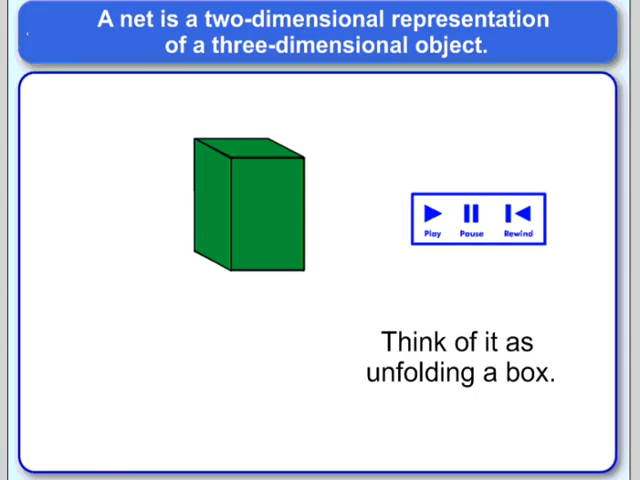 A net is a two-dimensional representation
of a three-dimensional object.
Play Pause Rewind
Think of it as
unfolding a box.